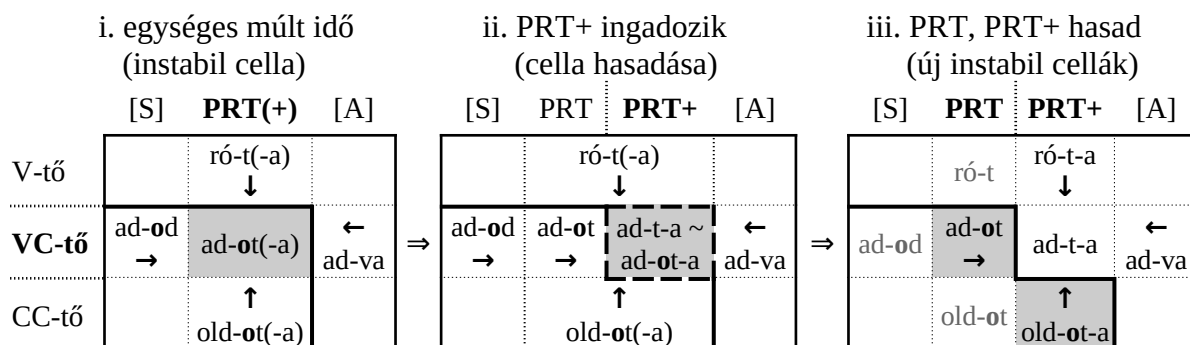 i. egységes múlt idő ii. PRT+ ingadozik iii. PRT, PRT+ hasad
(instabil cella) (cella hasadása) (új instabil cellák)
[S] PRT(+) [A] [S] PRT PRT+ [A] [S] PRT PRT+ [A]
V-tő ró-t(-a) ↓ ró-t(-a) ↓ ró-t ró-t-a ↓
VC-tő ad-od → ad-ot(-a) ← ad-va ⇒ ad-od → ad-ot → ad-t-a ~ ad-ot-a ← ad-va ⇒ ad-od ad-ot → ad-t-a ← ad-va
CC-tő ↑ old-ot(-a) ↑ old-ot(-a) old-ot ↑ old-ot-a